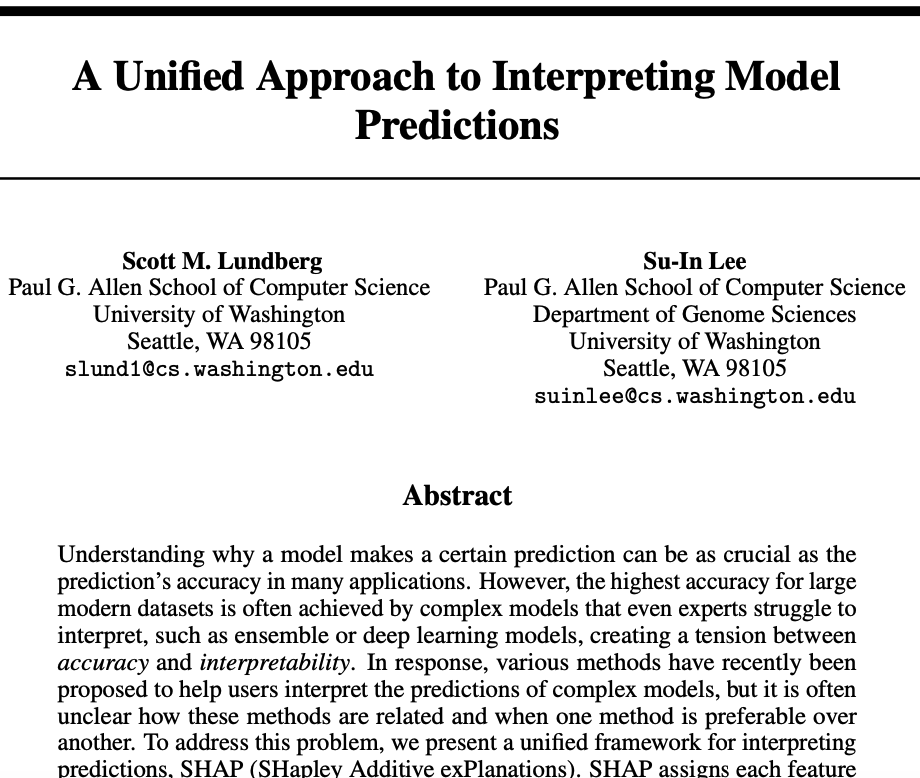 A Unified Approach to Interpreting Model
Predictions
Scott M. Lundberg
Paul G. Allen School of Computer Science
University of Washington
Seattle, WA 98105
slund1@cs.washington.edu
Su-In Lee
Paul G. Allen School of Computer Science
Department of Genome Sciences
University of Washington
Seattle, WA 98105
suinlee@cs.washington.edu
Abstract
Understanding why a model makes a certain prediction can be as crucial as the
prediction's accuracy in many applications. However, the highest accuracy for large
modern datasets is often achieved by complex models that even experts struggle to
interpret, such as ensemble or deep learning models, creating a tension between
accuracy and interpretability. In response, various methods have recently been
proposed to help users interpret the predictions of complex models, but it is often
unclear how these methods are related and when one method is preferable over
another. To address this problem, we present a unified framework for interpreting
predictions, SHAP (SHapley Additive exPlanations). SHAP assigns each feature